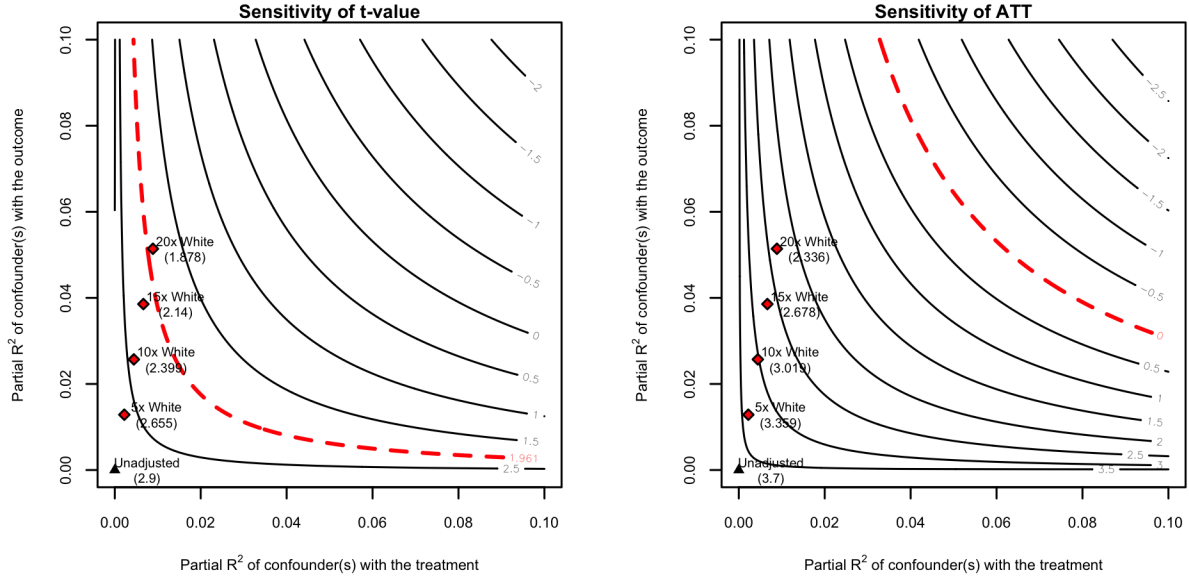 Sensitivity of t-value
Partial R² of confounder(s) with the outcome
0.10
0.08
0.06
0.04
0.02
0.00
−2
−1.5
−1
−0.5
0
0.5
1
1.5
1.961
2.5
20x White
(1.878)
15x White
(2.14)
10x White
(2.399)
5x White
(2.655)
Unadjusted
(2.9)
0.00 0.02 0.04 0.06 0.08 0.10
Partial R² of confounder(s) with the treatment
Sensitivity of ATT
Partial R² of confounder(s) with the outcome
0.10
0.08
0.06
0.04
0.02
0.00
−2.5
−2
−1.5
−1
−0.5
0
0.5
1
1.5
2
2.5
3
3.5
20x White
(2.336)
15x White
(2.678)
10x White
(3.019)
5x White
(3.359)
Unadjusted
(3.7)
0.00 0.02 0.04 0.06 0.08 0.10
Partial R² of confounder(s) with the treatment